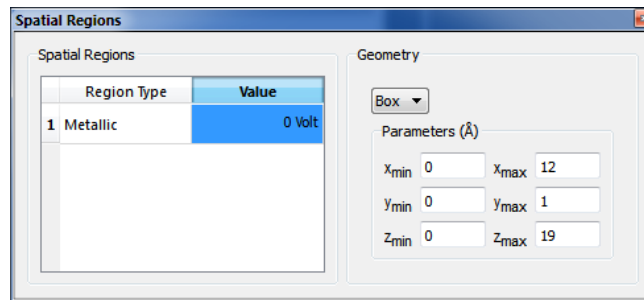 Spatial Regions
Spatial Regions
Region Type Value
1 Metallic 0 Volt
Geometry
Box
Parameters (Å)
xmin 0 xmax 12
ymin 0 ymax 1
zmin 0 zmax 19